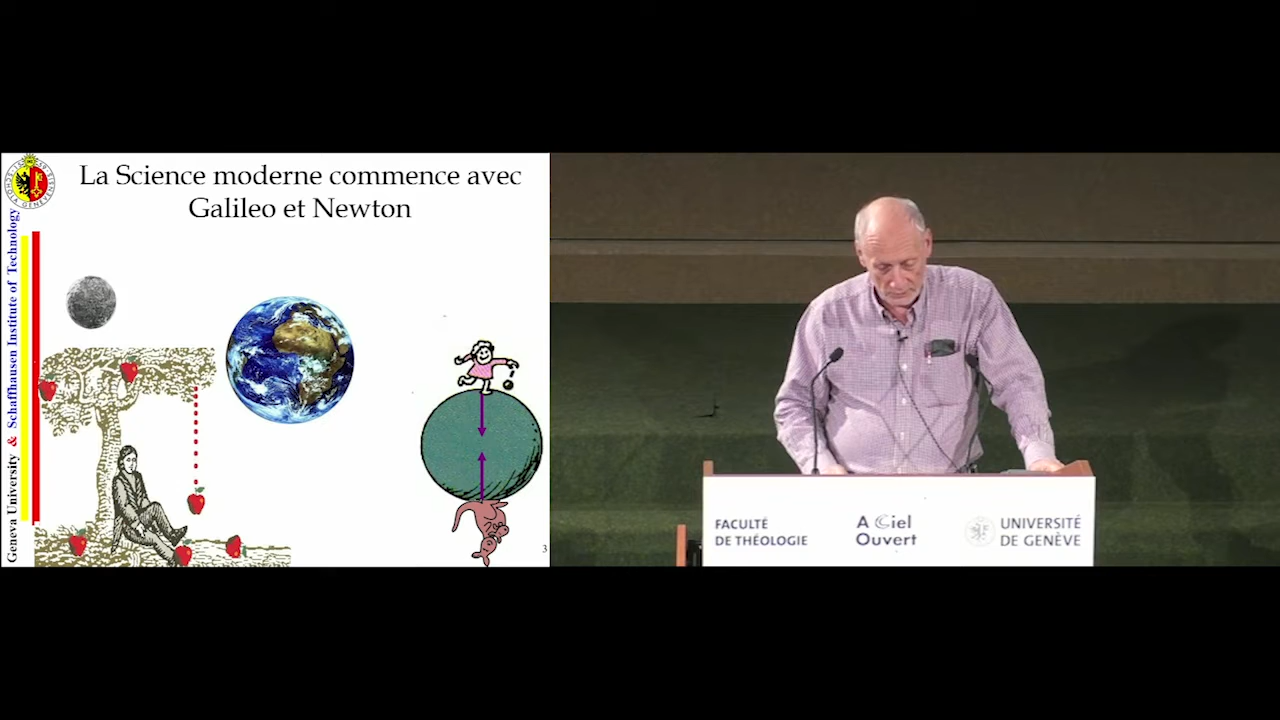 La Science moderne commence avec
Galileo et Newton
Geneva University & Schaffhausen Institute of Technology
3
FACULTÉ
DE THÉOLOGIE
A Ciel
Ouvert
UNIVERSITÉ
DE GENÈVE